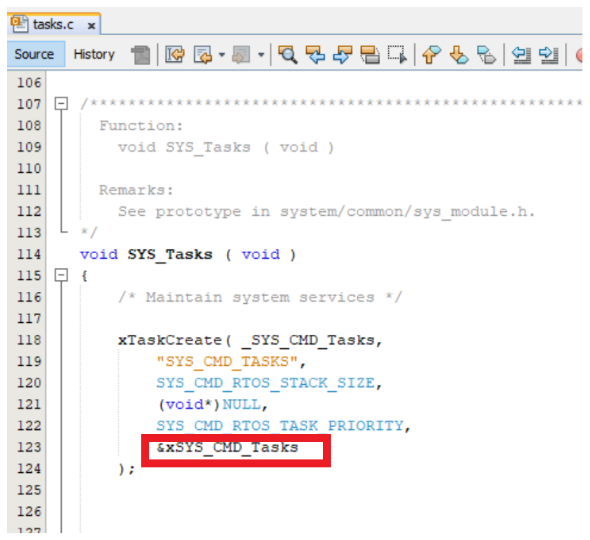 tasks.c x
Source History
106
107 /****************************************************
108 Function:
109 void SYS_Tasks ( void )
110
111 Remarks:
112 See prototype in system/common/sys_module.h.
113 */
114 void SYS_Tasks ( void )
115 {
116 /* Maintain system services */
117
118 xTaskCreate( _SYS_CMD_Tasks,
119 "SYS_CMD_TASKS",
120 SYS_CMD_RTOS_STACK_SIZE,
121 (void*)NULL,
122 SYS_CMD_RTOS_TASK_PRIORITY,
123 &xSYS_CMD_Tasks
124 );
125
126
127